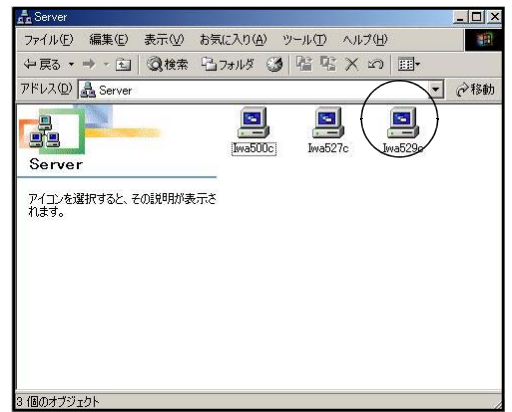 Server
ファイル(F) 編集(E) 表示(V) お気に入り(A) ツール(T) ヘルプ(H)
戻る 検索 フォルダ
アドレス(D) Server 移動
Iwa500c Iwa527c Iwa529c
Server
アイコンを選択すると、その説明が表示さ
れます。
3 個のオブジェクト